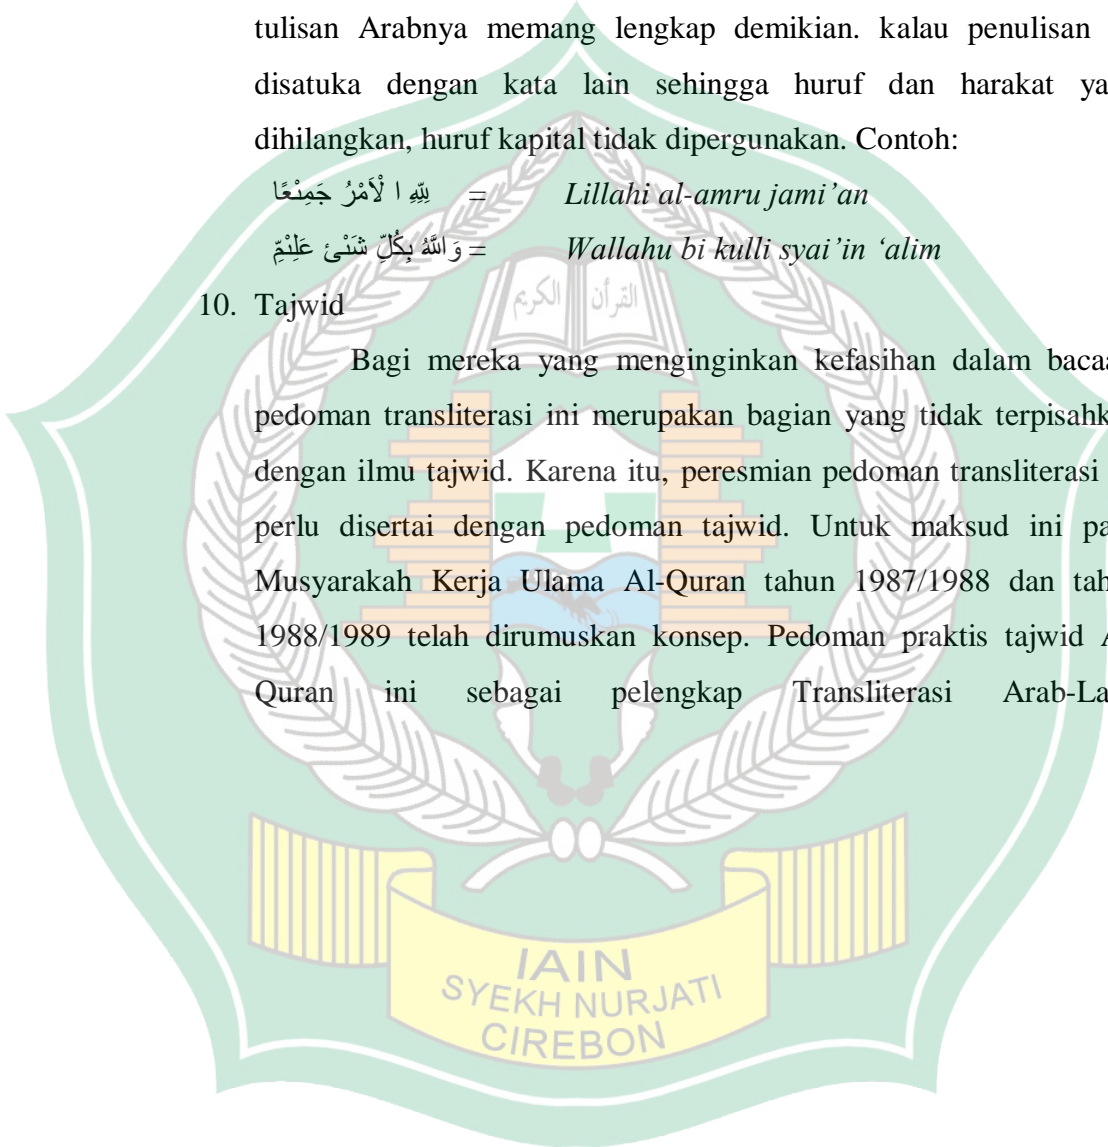 tulisan Arabnya memang lengkap demikian. kalau penulisan
disatuka dengan kata lain sehingga huruf dan harakat ya
dihilangkan, huruf kapital tidak dipergunakan. Contoh:
لِلّهِ ا لْاَمْرُ جَمِيْعًا = Lillahi al-amru jami’an
وَ اللَّهُ بِكُلِّ شَيْئ عَلِيْمٌ = Wallahu bi kulli syai’in ‘alim
10. Tajwid
القرآن الكريم
Bagi mereka yang menginginkan kefasihan dalam bacaa
pedoman transliterasi ini merupakan bagian yang tidak terpisahk
dengan ilmu tajwid. Karena itu, peresmian pedoman transliterasi
perlu disertai dengan pedoman tajwid. Untuk maksud ini pa
Musyarakah Kerja Ulama Al-Quran tahun 1987/1988 dan tah
1988/1989 telah dirumuskan konsep. Pedoman praktis tajwid A
Quran ini sebagai pelengkap Transliterasi Arab-La
IAIN
SYEKH NURJATI
CIREBON